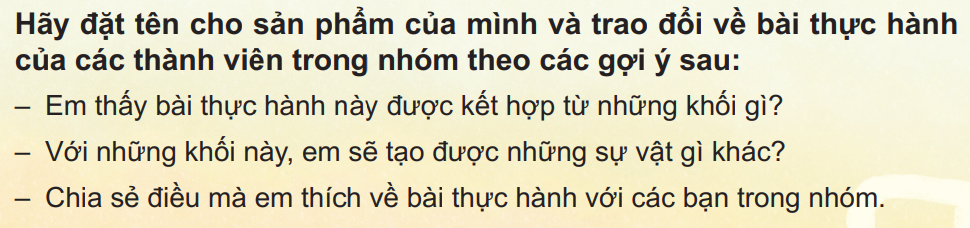 Hãy đặt tên cho sản phẩm của mình và trao đổi về bài thực hành
của các thành viên trong nhóm theo các gợi ý sau:
– Em thấy bài thực hành này được kết hợp từ những khối gì?
– Với những khối này, em sẽ tạo được những sự vật gì khác?
– Chia sẻ điều mà em thích về bài thực hành với các bạn trong nhóm.